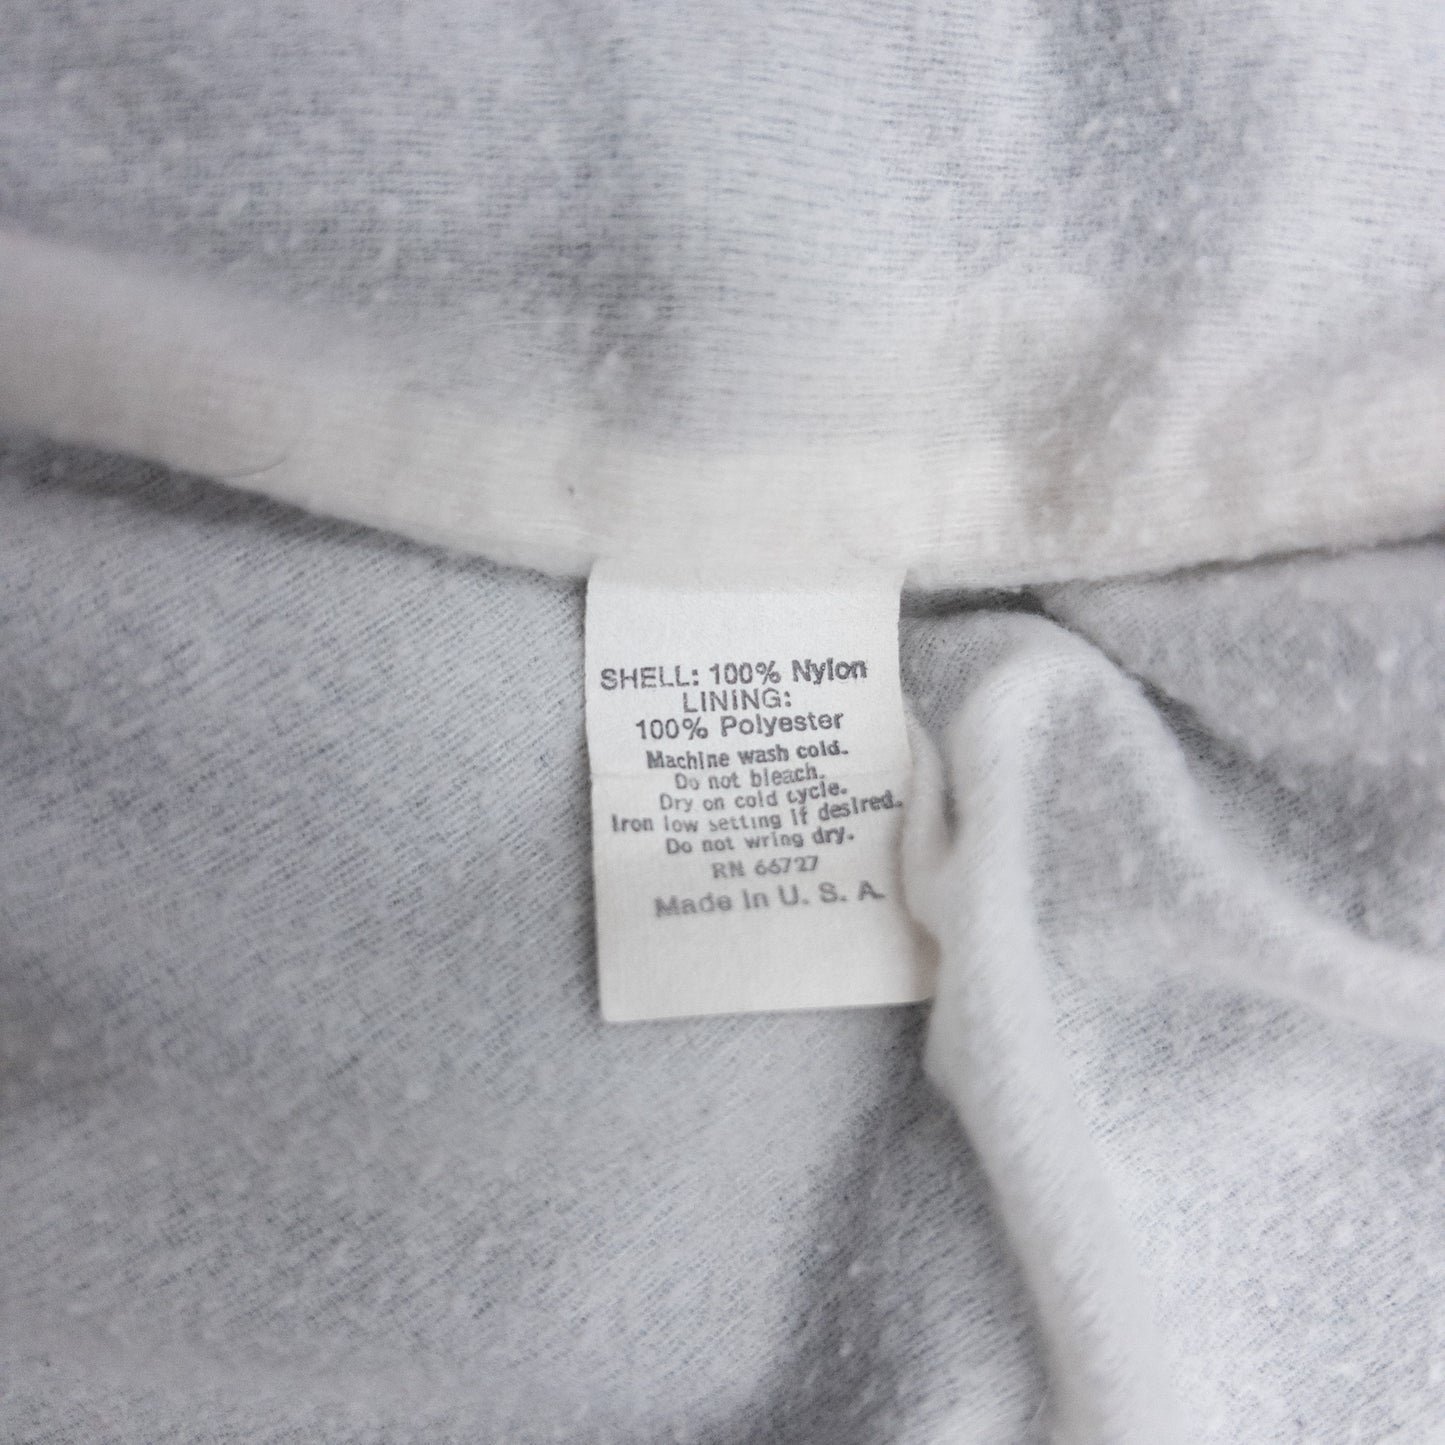 SHELL: 100% Nylon
LINING:
100% Polyester
Machine wash cold.
Do not bleach.
Dry on cold cycle.
Iron low setting if desired.
Do not wring dry.
RN 66727
Made In U. S. A.